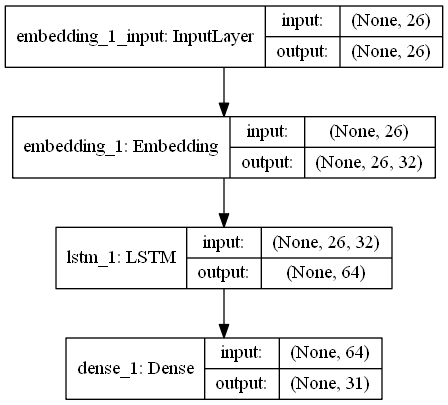 embedding_1_input: InputLayer
input: (None, 26)
output: (None, 26)
embedding_1: Embedding
input: (None, 26)
output: (None, 26, 32)
lstm_1: LSTM
input: (None, 26, 32)
output: (None, 64)
dense_1: Dense
input: (None, 64)
output: (None, 31)